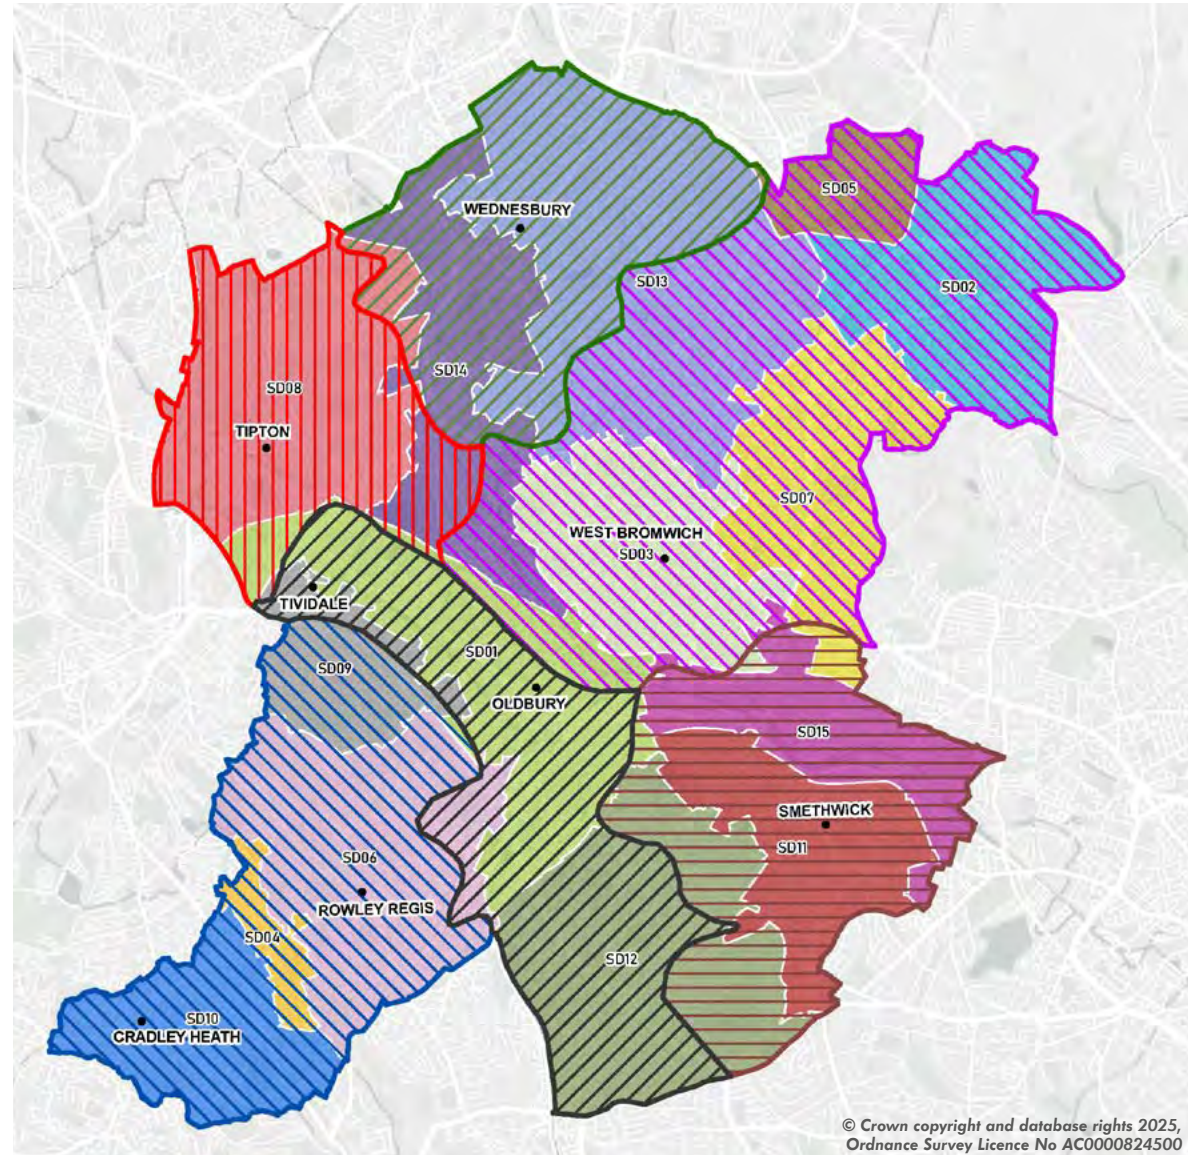 SD05
WEDNESBURY
SD13
SD02
SD14
SD08
TIPTON
SD07
WEST BROMWICH
SD03
TIVIDALE
SD01
SD09
OLDBURY
SD15
SMETHWICK
SD11
SD06
ROWLEY REGIS
SD04
SD12
SD10
CRADLEY HEATH
© Crown copyright and database rights 2025,
Ordnance Survey Licence No AC0000824500